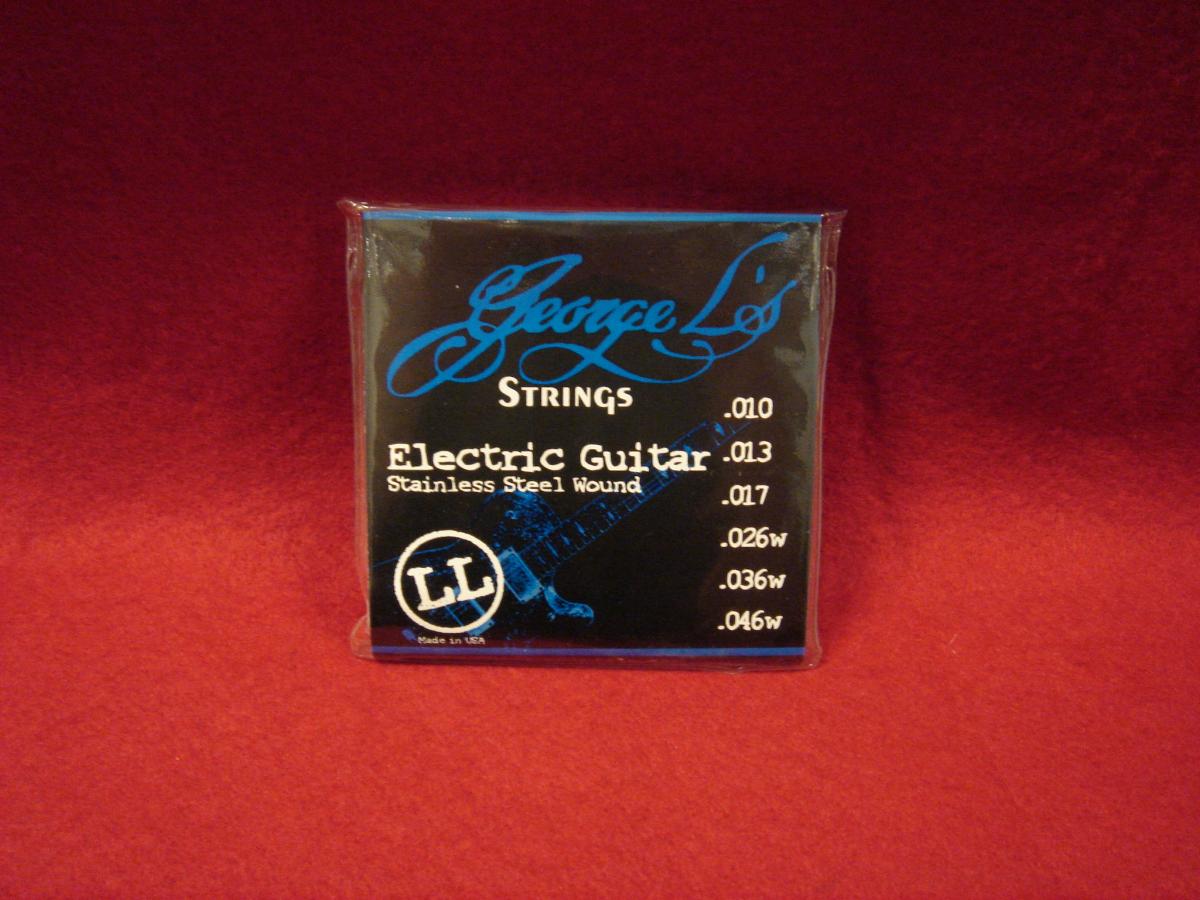 George L's
STRINGS
Electric Guitar
Stainless Steel Wound
.010
.013
.017
.026w
.036w
.046w
LL
Made in USA